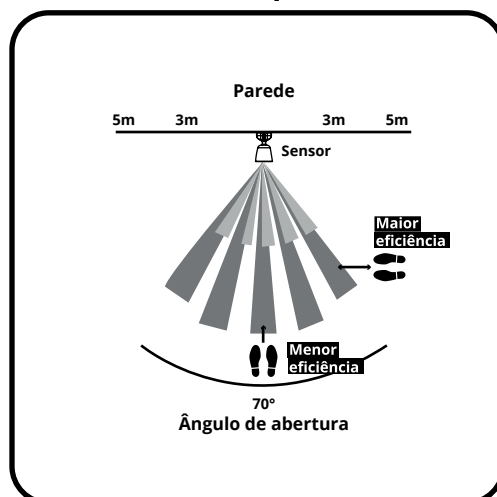 Parede
5m 3m 3m 5m
Sensor
Maior
eficiência
Menor
eficiência
70°
Ângulo de abertura